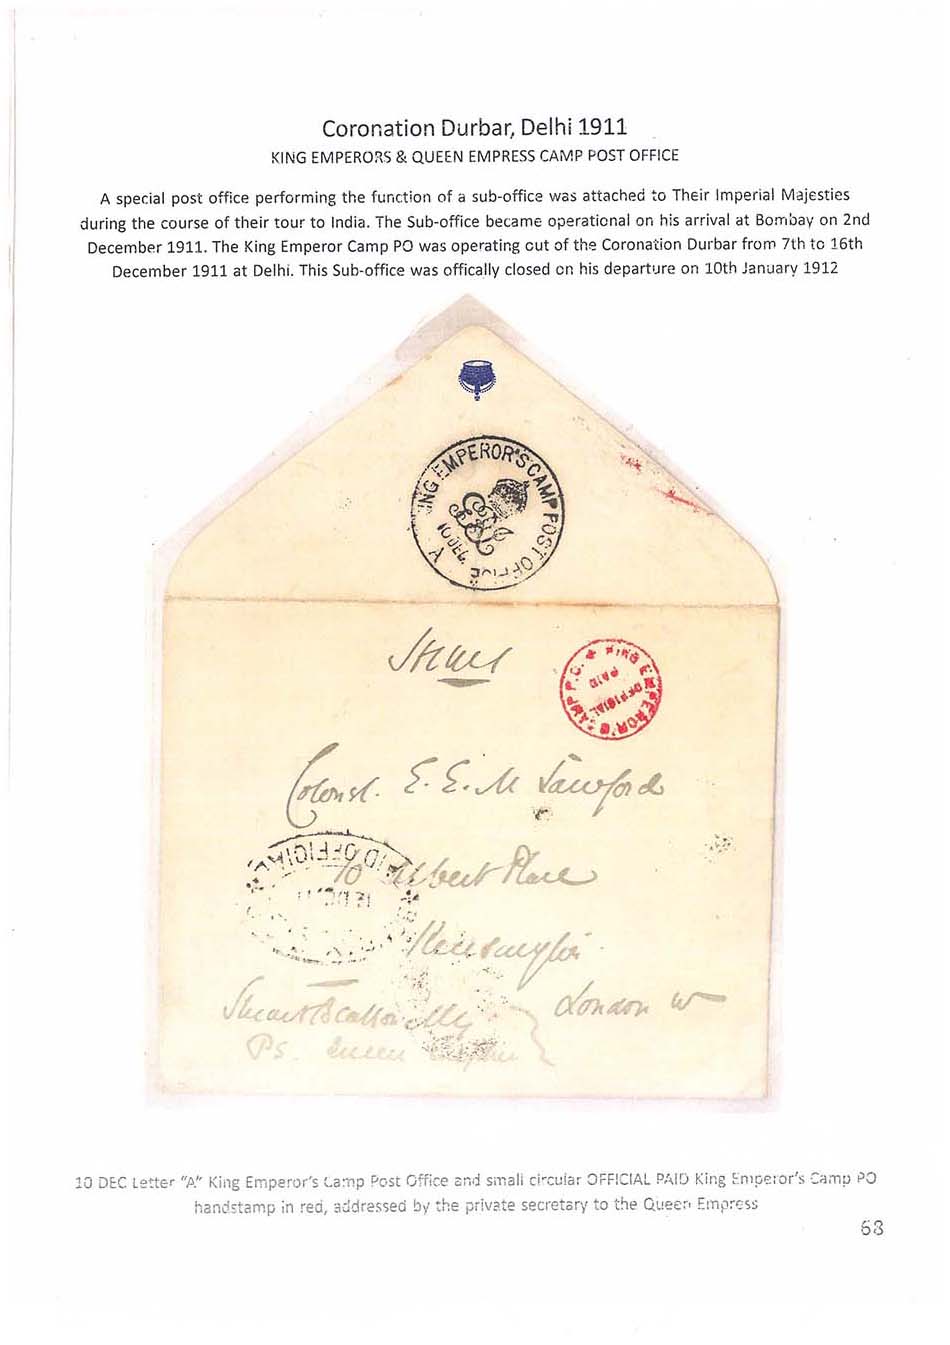 Coronation Durbar, Delhi 1911
KING EMPERORS & QUEEN EMPRESS CAMP POST OFFICE
A special post office performing the function of a sub-office was attached to Their Imperial Majesties
during the course of their tour to India. The Sub-office became operational on his arrival at Bombay on 2nd
December 1911. The King Emperor Camp PO was operating out of the Coronation Durbar from 7th to 16th
December 1911 at Delhi. This Sub-office was offically closed on his departure on 10th January 1912
KING EMPEROR'S CAMP POST OFFICE
10 DEC.
A
KING EMPEROR'S CAMP P.O.
OFFICIAL
PAID
Colonel. E. E. M Lawford
10 Albert Place
Kensington
London W
OFFICIAL
PS. Queen
10 DEC Letter "A" King Emperor's Camp Post Office and small circular OFFICIAL PAID King Emperor's Camp PO
handstamp in red, addressed by the private secretary to the Queen Empress
68